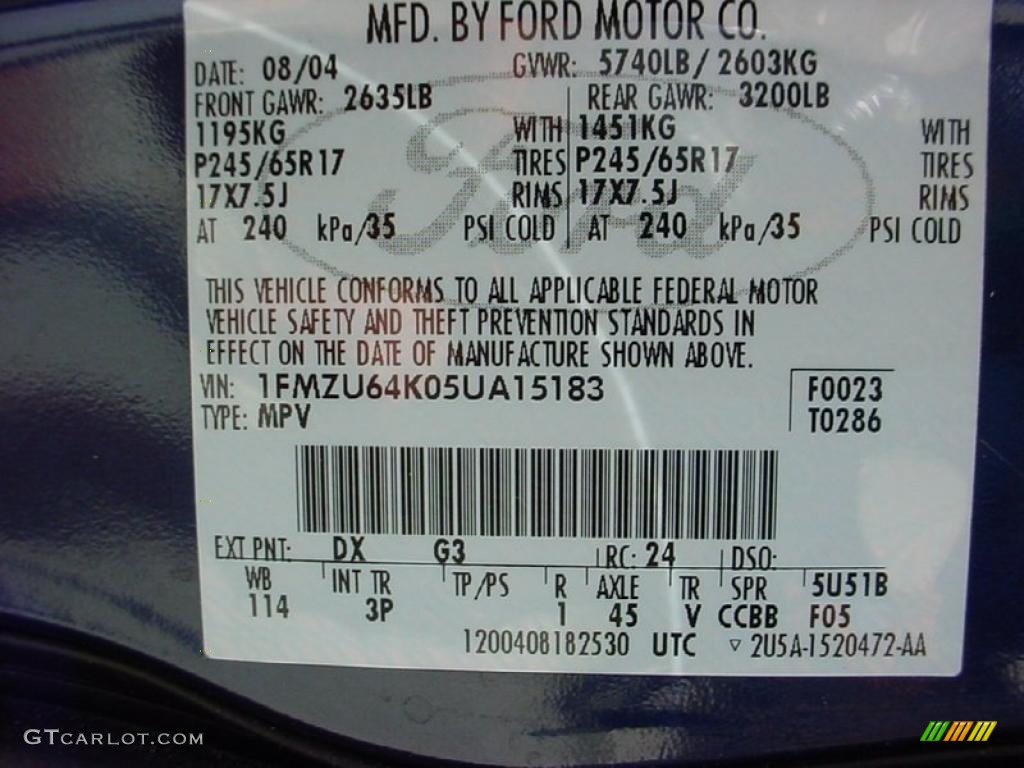 MFD. BY FORD MOTOR CO.
DATE: 08/04 GVWR: 5740LB/ 2603KG
FRONT GAWR: 2635LB REAR GAWR: 3200LB
1195KG WITH 1451KG WITH
P245/65R17 TIRES P245/65R17 TIRES
17X7.5J RIMS 17X7.5J RIMS
AT 240 kPa/35 PSI COLD AT 240 kPa/35 PSI COLD
Ford
THIS VEHICLE CONFORMS TO ALL APPLICABLE FEDERAL MOTOR
VEHICLE SAFETY AND THEFT PREVENTION STANDARDS IN
EFFECT ON THE DATE OF MANUFACTURE SHOWN ABOVE.
VIN: 1FMZU64K05UA15183 F0023
TYPE: MPV T0286
EXT PNT: DX G3 RC: 24 DSO:
WB INT TR TP/PS R AXLE TR SPR 5U51B
114 3P 1 45 V CCBB F05
1200408182530 UTC ▽ 2U5A-1520472-AA
GTCARLOT.COM